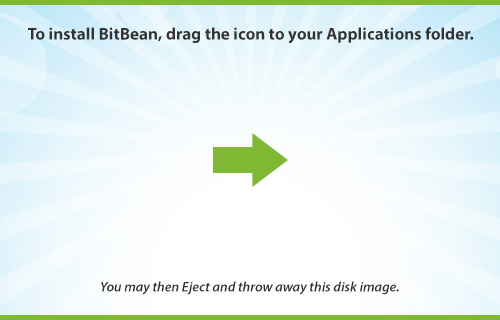 To install BitBean, drag the icon to your Applications folder.
You may then Eject and throw away this disk image.